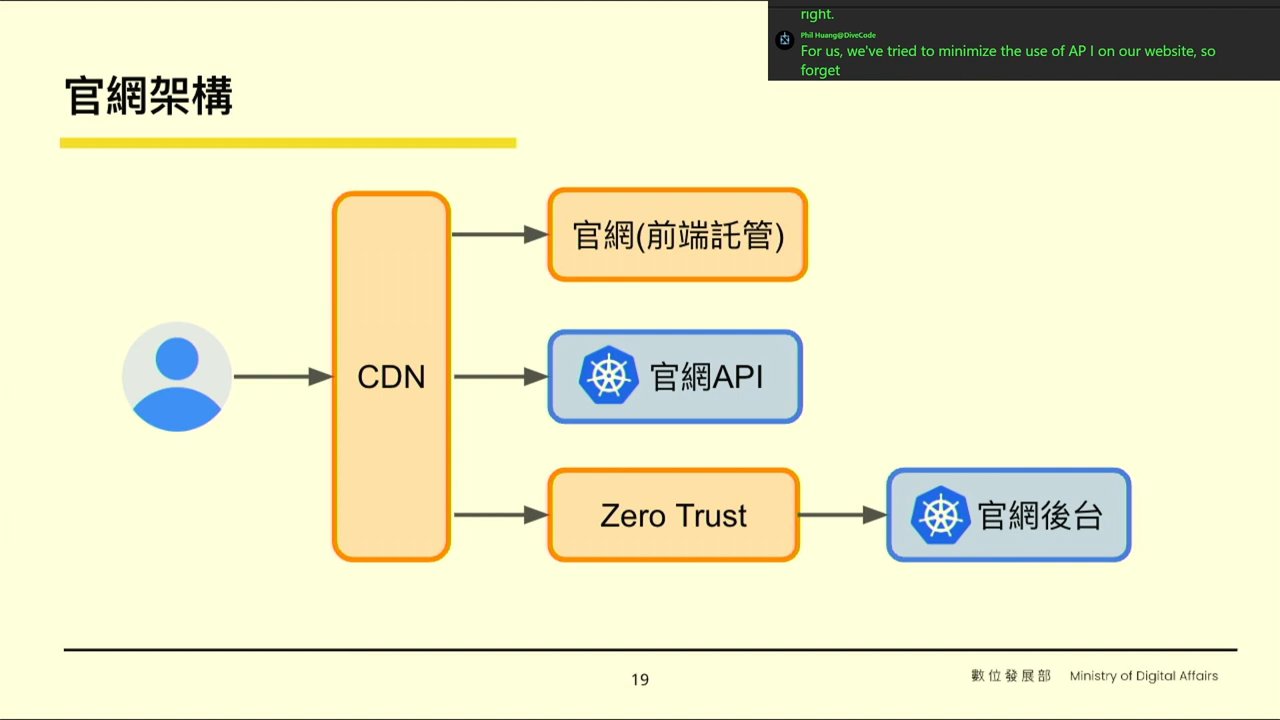 right.
Phil Huang@DiveCode
For us, we've tried to minimize the use of AP I on our website, so
forget
官網架構
CDN
官網(前端託管)
官網API
Zero Trust
官網後台
19
數位發展部 Ministry of Digital Affairs